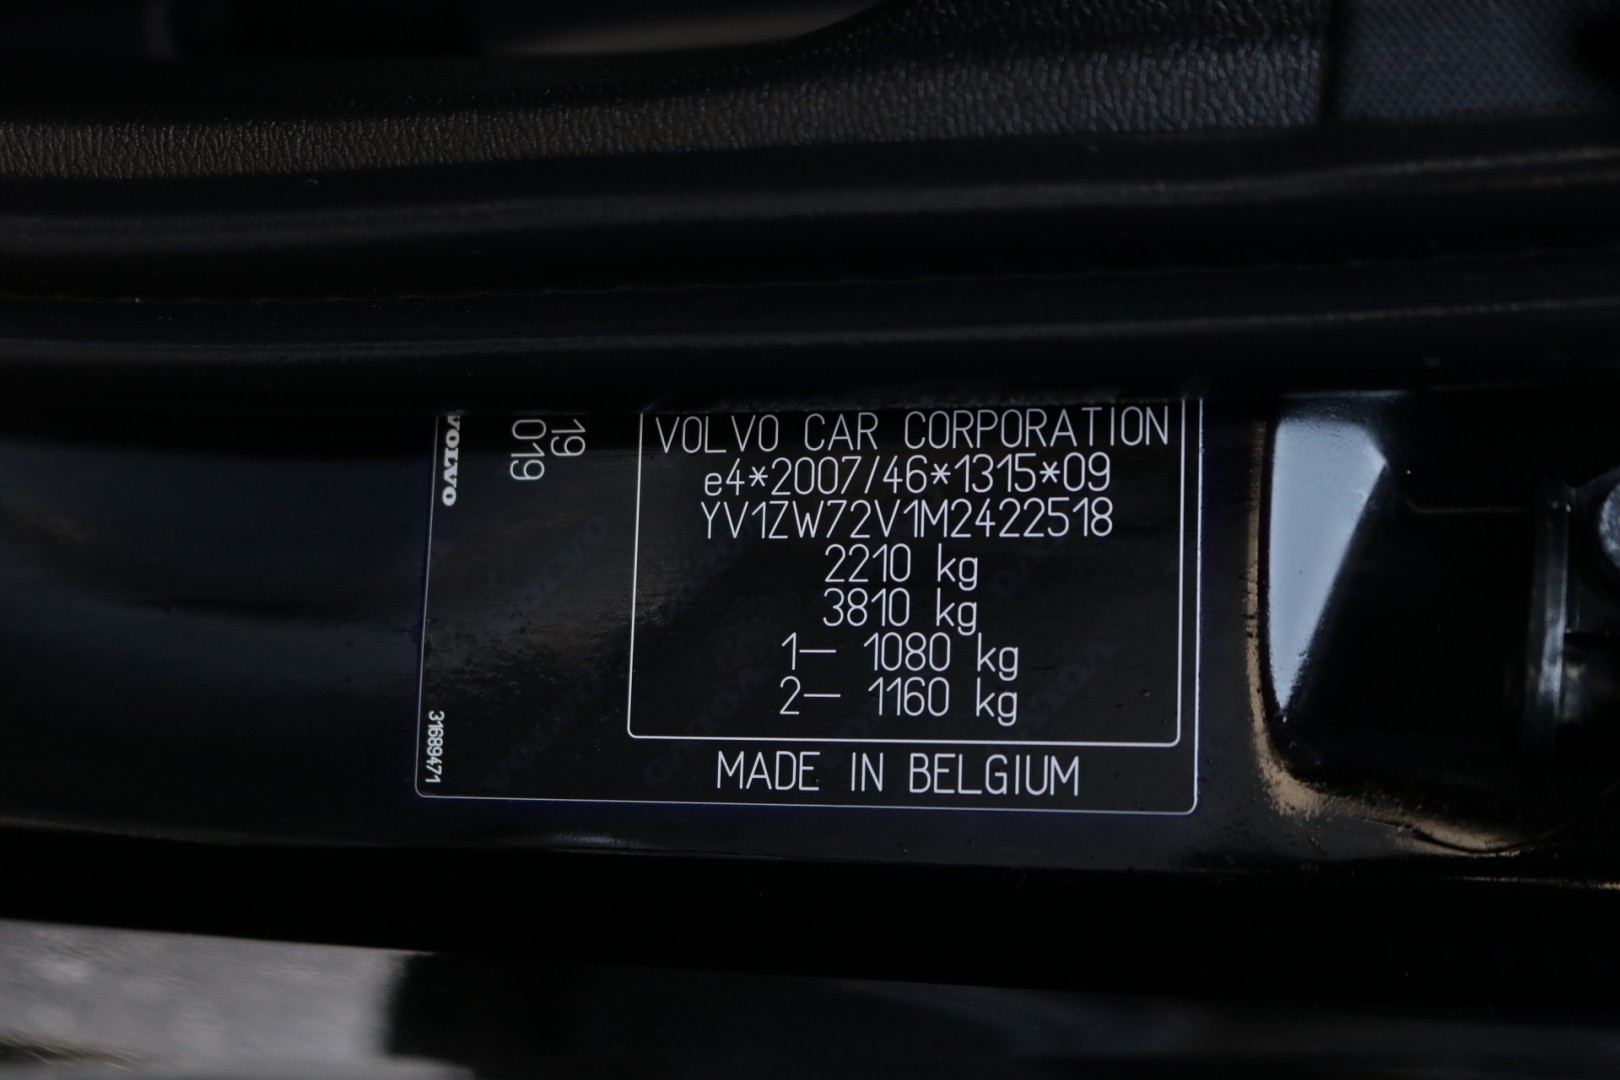 VOLVO
19
019
31689471
VOLVO CAR CORPORATION
e4*2007/46*1315*09
YV1ZW72V1M2422518
2210 kg
3810 kg
1— 1080 kg
2— 1160 kg
MADE IN BELGIUM